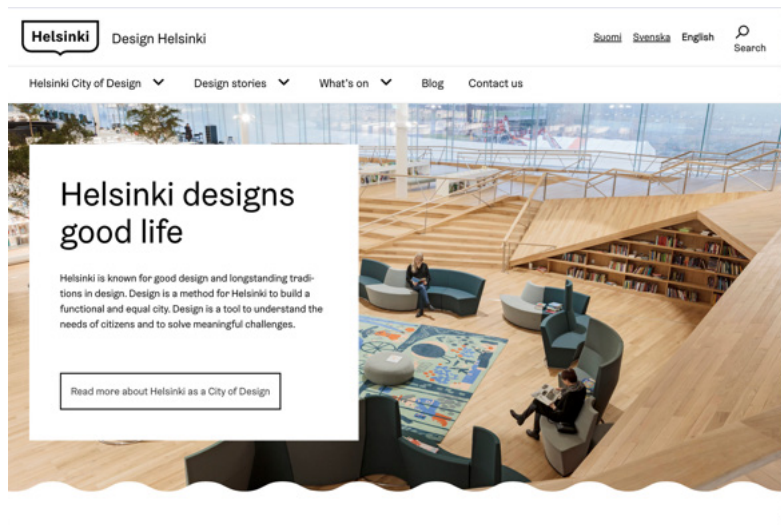 Helsinki
Design Helsinki
Suomi Svenska English
Search
Helsinki City of Design Design stories What's on Blog Contact us
Helsinki designs
good life
Helsinki is known for good design and longstanding tradi-
tions in design. Design is a method for Helsinki to build a
functional and equal city. Design is a tool to understand the
needs of citizens and to solve meaningful challenges.
Read more about Helsinki as a City of Design